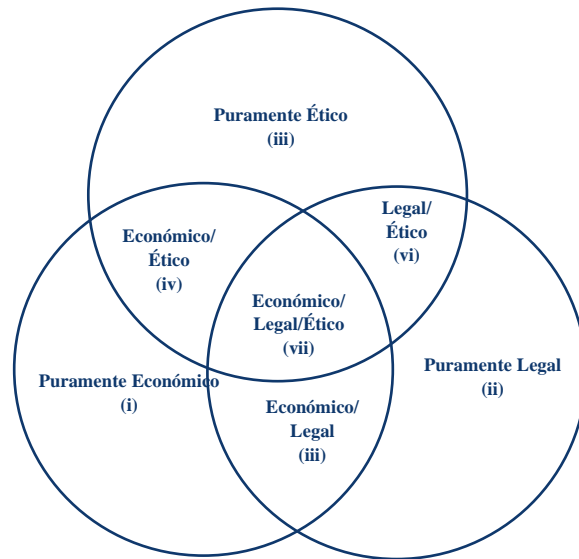 Puramente Ético
(iii)
Legal/
Ético
(vi)
Económico/
Ético
(iv)
Económico/
Legal/Ético
(vii)
Puramente Legal
(ii)
Puramente Económico
(i)
Económico/
Legal
(iii)